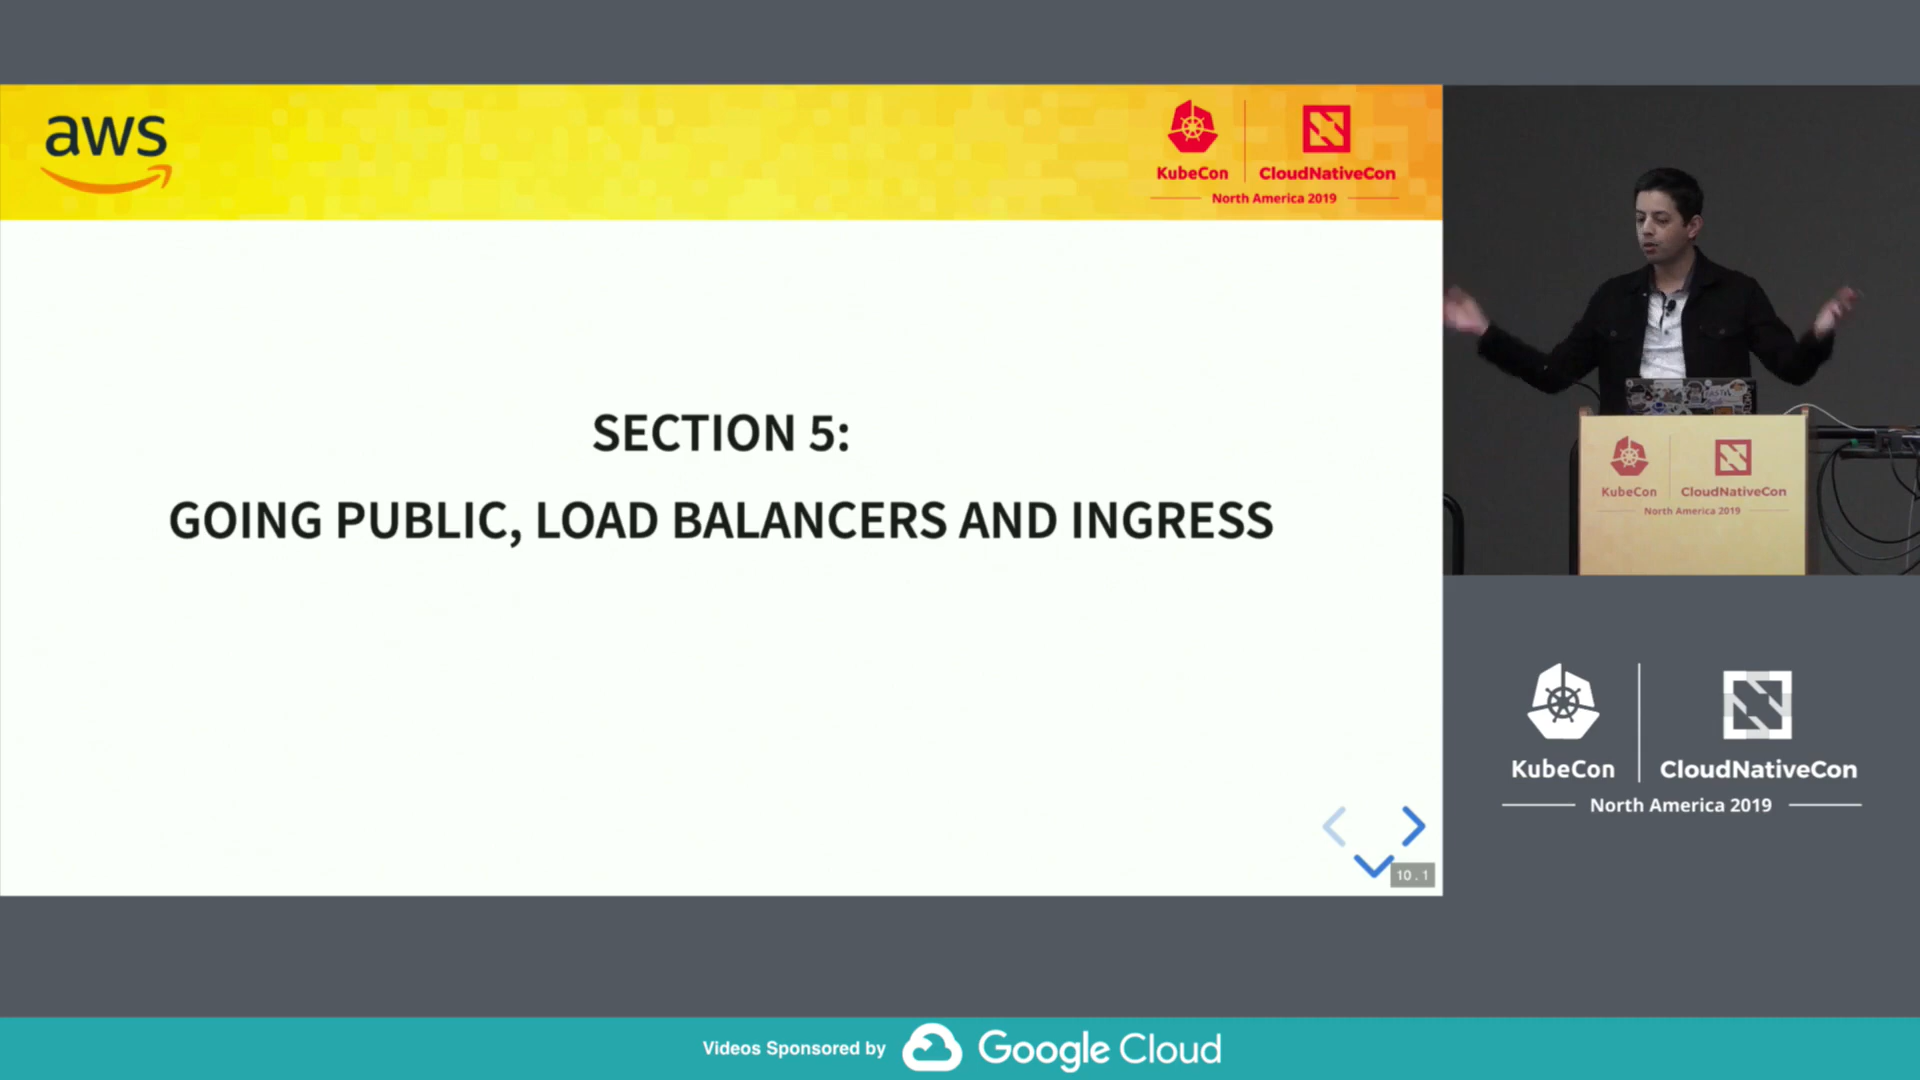 aws
KubeCon
CloudNativeCon
North America 2019
SECTION 5:
GOING PUBLIC, LOAD BALANCERS AND INGRESS
10.1
KubeCon
CloudNativeCon
North America 2019
KubeCon
CloudNativeCon
North America 2019
Videos Sponsored by
Google Cloud